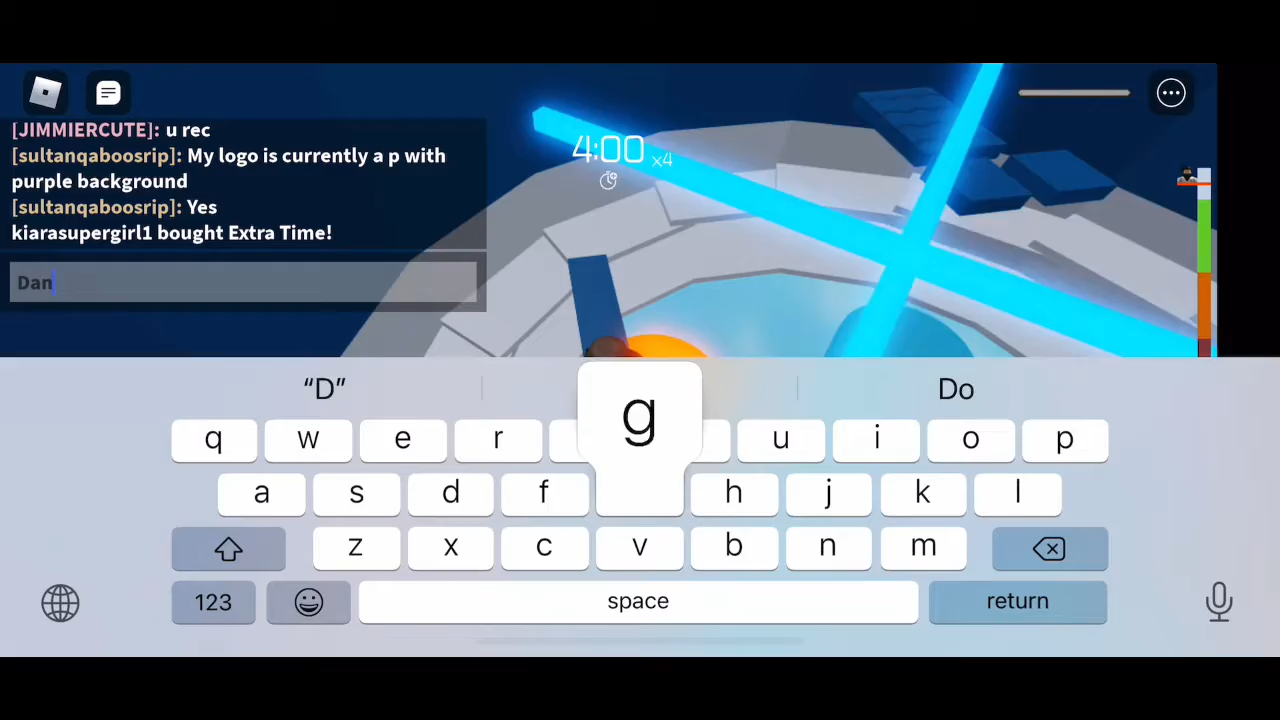 [JIMMIERCUTE]: u rec
[sultanqaboosrip]: My logo is currently a p with
purple background
[sultanqaboosrip]: Yes
kiarasupergirl1 bought Extra Time!
Dan
4:00 x4
“D” Do
q w e r u i o p
a s d f g h j k l
z x c v b n m
123 space return